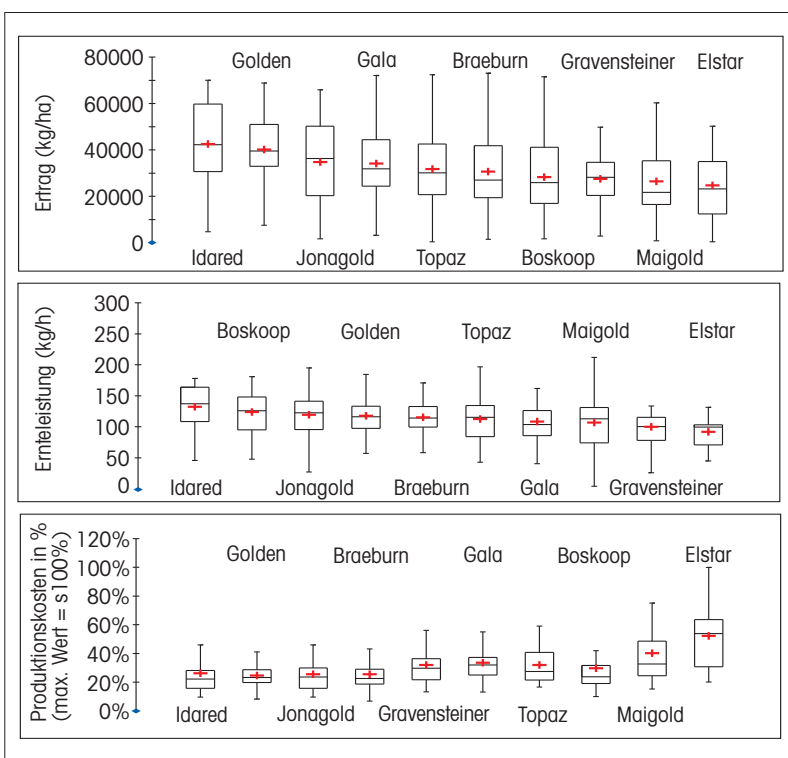 Ertrag (kg/ha)
80000
60000
40000
20000
0
Golden Gala Braeburn Gravensteiner Elstar
Idared Jonagold Topaz Boskoop Maigold
Ernteleistung (kg/h)
300
250
200
150
100
50
0
Boskoop Golden Topaz Maigold Elstar
Idared Jonagold Braeburn Gala Gravensteiner
Produktionskosten in %
(max. Wert = s100%)
120%
100%
80%
60%
40%
20%
0%
Golden Braeburn Gala Boskoop Elstar
Idared Jonagold Gravensteiner Topaz Maigold